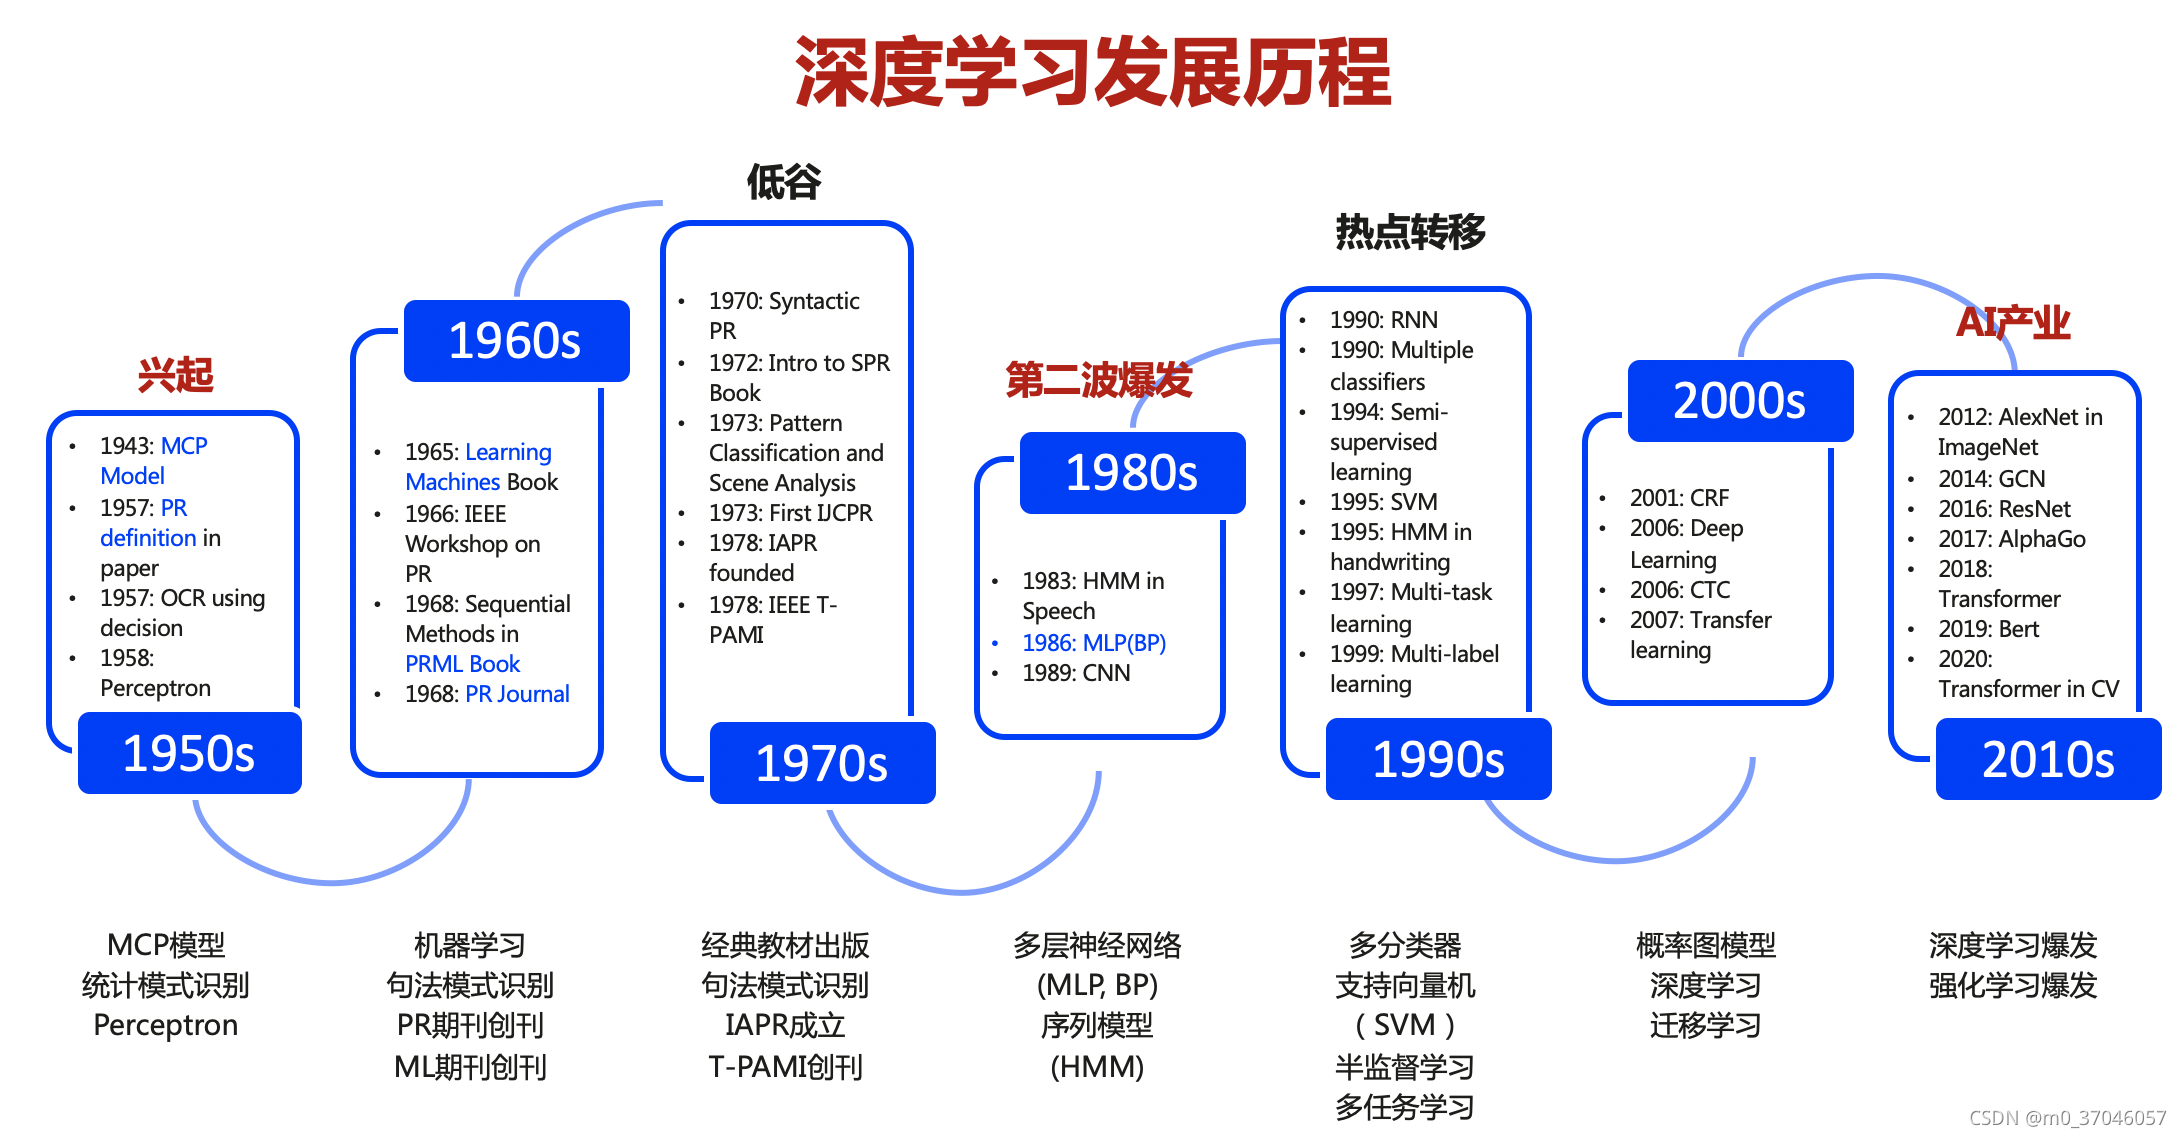 深度学习发展历程
兴起
• 1943: MCP
Model
• 1957: PR
definition in
paper
• 1957: OCR using
decision
• 1958:
Perceptron
1950s
MCP模型
统计模式识别
Perceptron
1960s
• 1965: Learning
Machines Book
• 1966: IEEE
Workshop on
PR
• 1968: Sequential
Methods in
PRML Book
• 1968: PR Journal
机器学习
句法模式识别
PR期刊创刊
ML期刊创刊
低谷
• 1970: Syntactic
PR
• 1972: Intro to SPR
Book
• 1973: Pattern
Classification and
Scene Analysis
• 1973: First IJCPR
• 1978: IAPR
founded
• 1978: IEEE T-
PAMI
1970s
经典教材出版
句法模式识别
IAPR成立
T-PAMI创刊
第二波爆发
1980s
• 1983: HMM in
Speech
• 1986: MLP(BP)
• 1989: CNN
多层神经网络
(MLP, BP)
序列模型
(HMM)
热点转移
• 1990: RNN
• 1990: Multiple
classifiers
• 1994: Semi-
supervised
learning
• 1995: SVM
• 1995: HMM in
handwriting
• 1997: Multi-task
learning
• 1999: Multi-label
learning
1990s
多分类器
支持向量机
（SVM）
半监督学习
多任务学习
2000s
• 2001: CRF
• 2006: Deep
Learning
• 2006: CTC
• 2007: Transfer
learning
概率图模型
深度学习
迁移学习
AI产业
• 2012: AlexNet in
ImageNet
• 2014: GCN
• 2016: ResNet
• 2017: AlphaGo
• 2018:
Transformer
• 2019: Bert
• 2020:
Transformer in CV
2010s
深度学习爆发
强化学习爆发
CSDN @m0_37046057